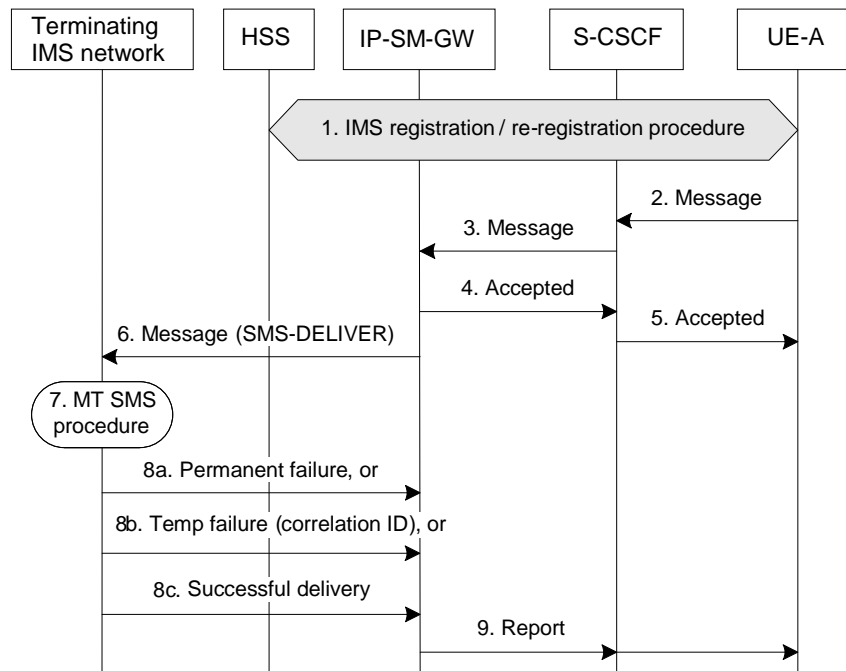 Terminating
IMS network
HSS
IP-SM-GW
S-CSCF
UE-A
1. IMS registration / re-registration procedure
2. Message
3. Message
4. Accepted
5. Accepted
6. Message (SMS-DELIVER)
7. MT SMS
procedure
8a. Permanent failure, or
8b. Temp failure (correlation ID), or
8c. Successful delivery
9. Report